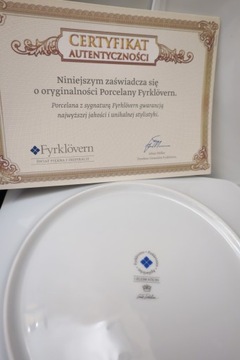 CERTYFIKAT
AUTENTYCZNOŚCI
Niniejszym zaświadcza się
o oryginalności Porcelany Fyrklövern.
Porcelana z sygnaturą Fyrklövern gwarancją
najwyższej jakości i unikalnej stylistyki.
Fyrklövern